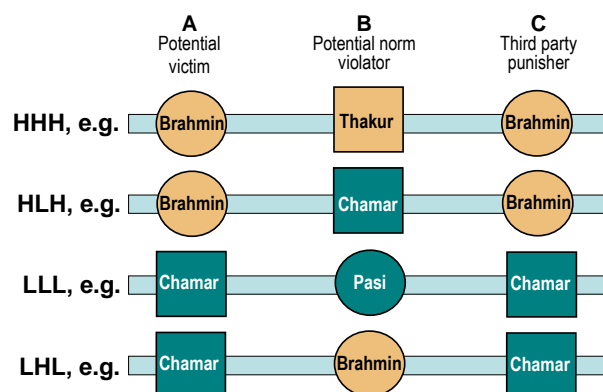 A
Potential
victim
B
Potential norm
violator
C
Third party
punisher
HHH, e.g.
Brahmin
Thakur
Brahmin
HLH, e.g.
Brahmin
Chamar
Brahmin
LLL, e.g.
Chamar
Pasi
Chamar
LHL, e.g.
Chamar
Brahmin
Chamar